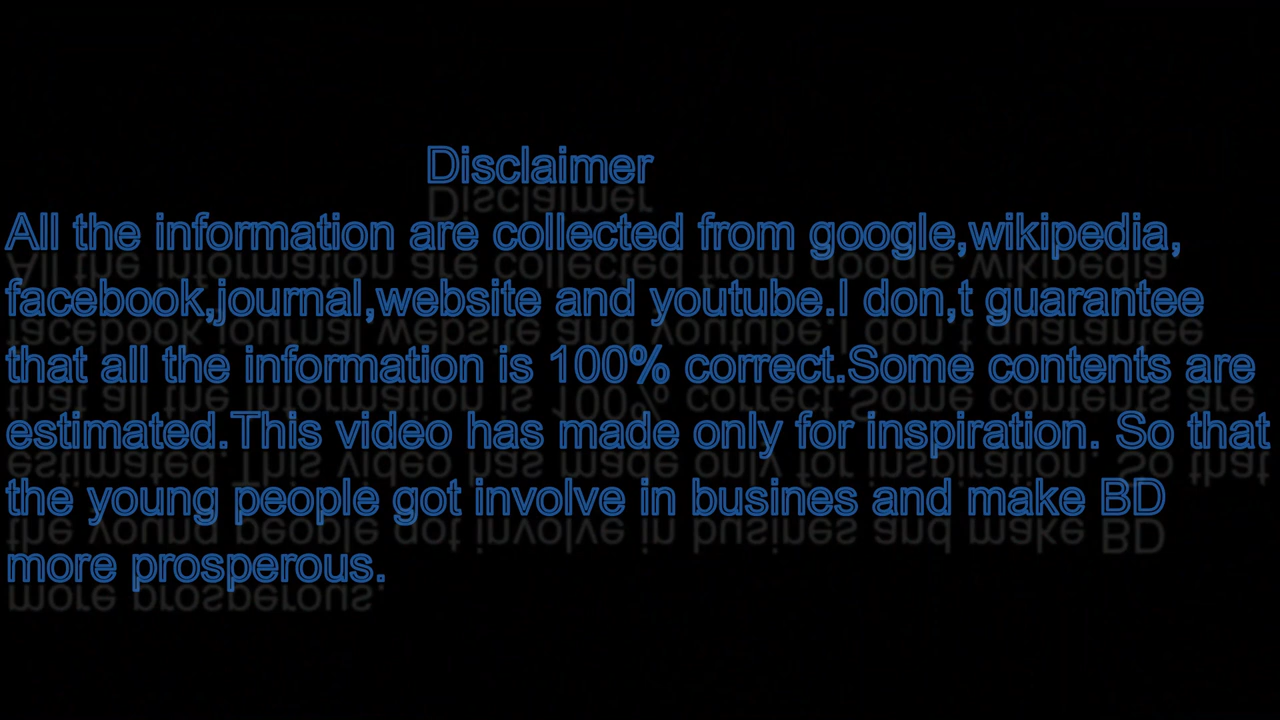 Disclaimer
All the information are collected from google,wikipedia,
facebook,journal,website and youtube.I don,t guarantee
that all the information is 100% correct.Some contents are
estimated.This video has made only for inspiration. So that
the young people got involve in busines and make BD
more prosperous.